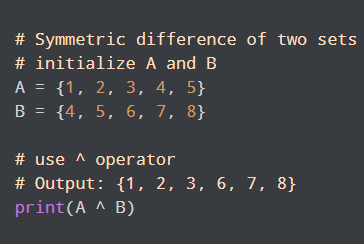 # Symmetric difference of two sets
# initialize A and B
A = {1, 2, 3, 4, 5}
B = {4, 5, 6, 7, 8}
# use ^ operator
# Output: {1, 2, 3, 6, 7, 8}
print(A ^ B)